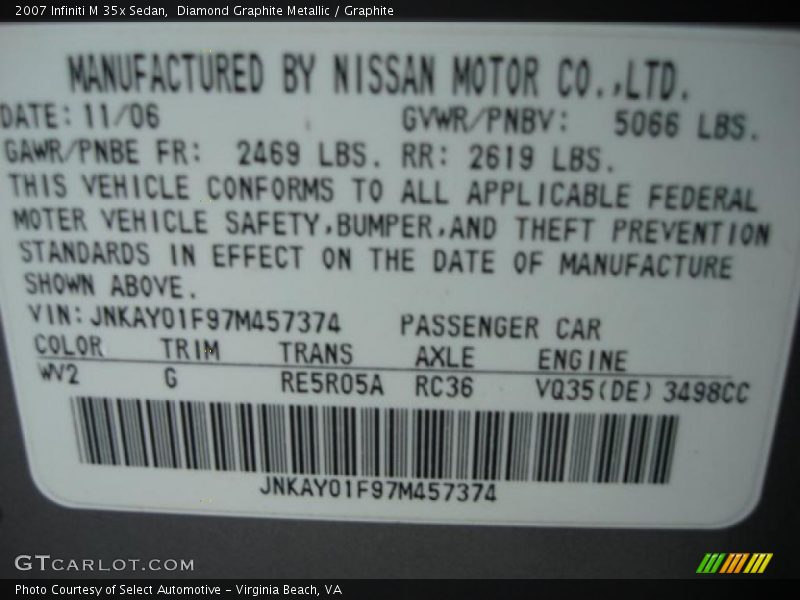 2007 Infiniti M 35x Sedan,  Diamond Graphite Metallic / Graphite
MANUFACTURED BY NISSAN MOTOR CO.,LTD.
DATE: 11/06 GVWR/PNBV: 5066 LBS.
GAWR/PNBE FR: 2469 LBS. RR: 2619 LBS.
THIS VEHICLE CONFORMS TO ALL APPLICABLE FEDERAL
MOTER VEHICLE SAFETY,BUMPER,AND THEFT PREVENTION
STANDARDS IN EFFECT ON THE DATE OF MANUFACTURE
SHOWN ABOVE.
VIN: JNKAY01F97M457374 PASSENGER CAR
COLOR TRIM TRANS AXLE ENGINE
WV2 G RE5R05A RC36 VQ35(DE) 3498CC
JNKAY01F97M457374
GTCARLOT.COM
Photo Courtesy of Select Automotive - Virginia Beach, VA